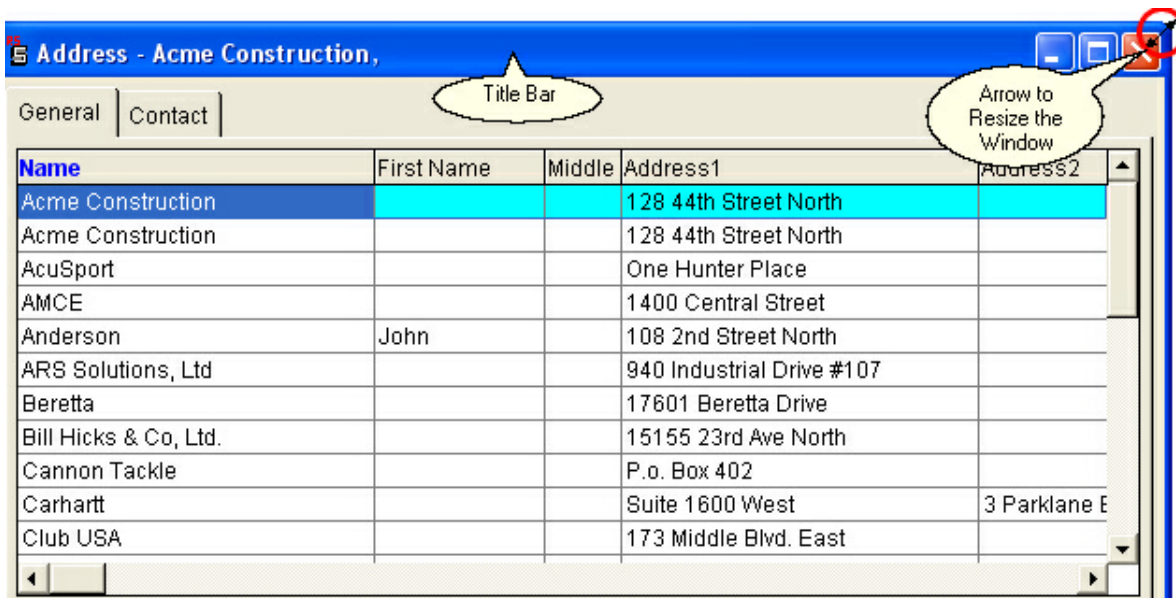 Address - Acme Construction,
Title Bar
Arrow to
Resize the
Window
General Contact
Name First Name Middle Address1 Address2
Acme Construction 128 44th Street North
Acme Construction 128 44th Street North
AcuSport One Hunter Place
AMCE 1400 Central Street
Anderson John 108 2nd Street North
ARS Solutions, Ltd 940 Industrial Drive #107
Beretta 17601 Beretta Drive
Bill Hicks & Co, Ltd. 15155 23rd Ave North
Cannon Tackle P.o. Box 402
Carhartt Suite 1600 West 3 Parklane
Club USA 173 Middle Blvd. East